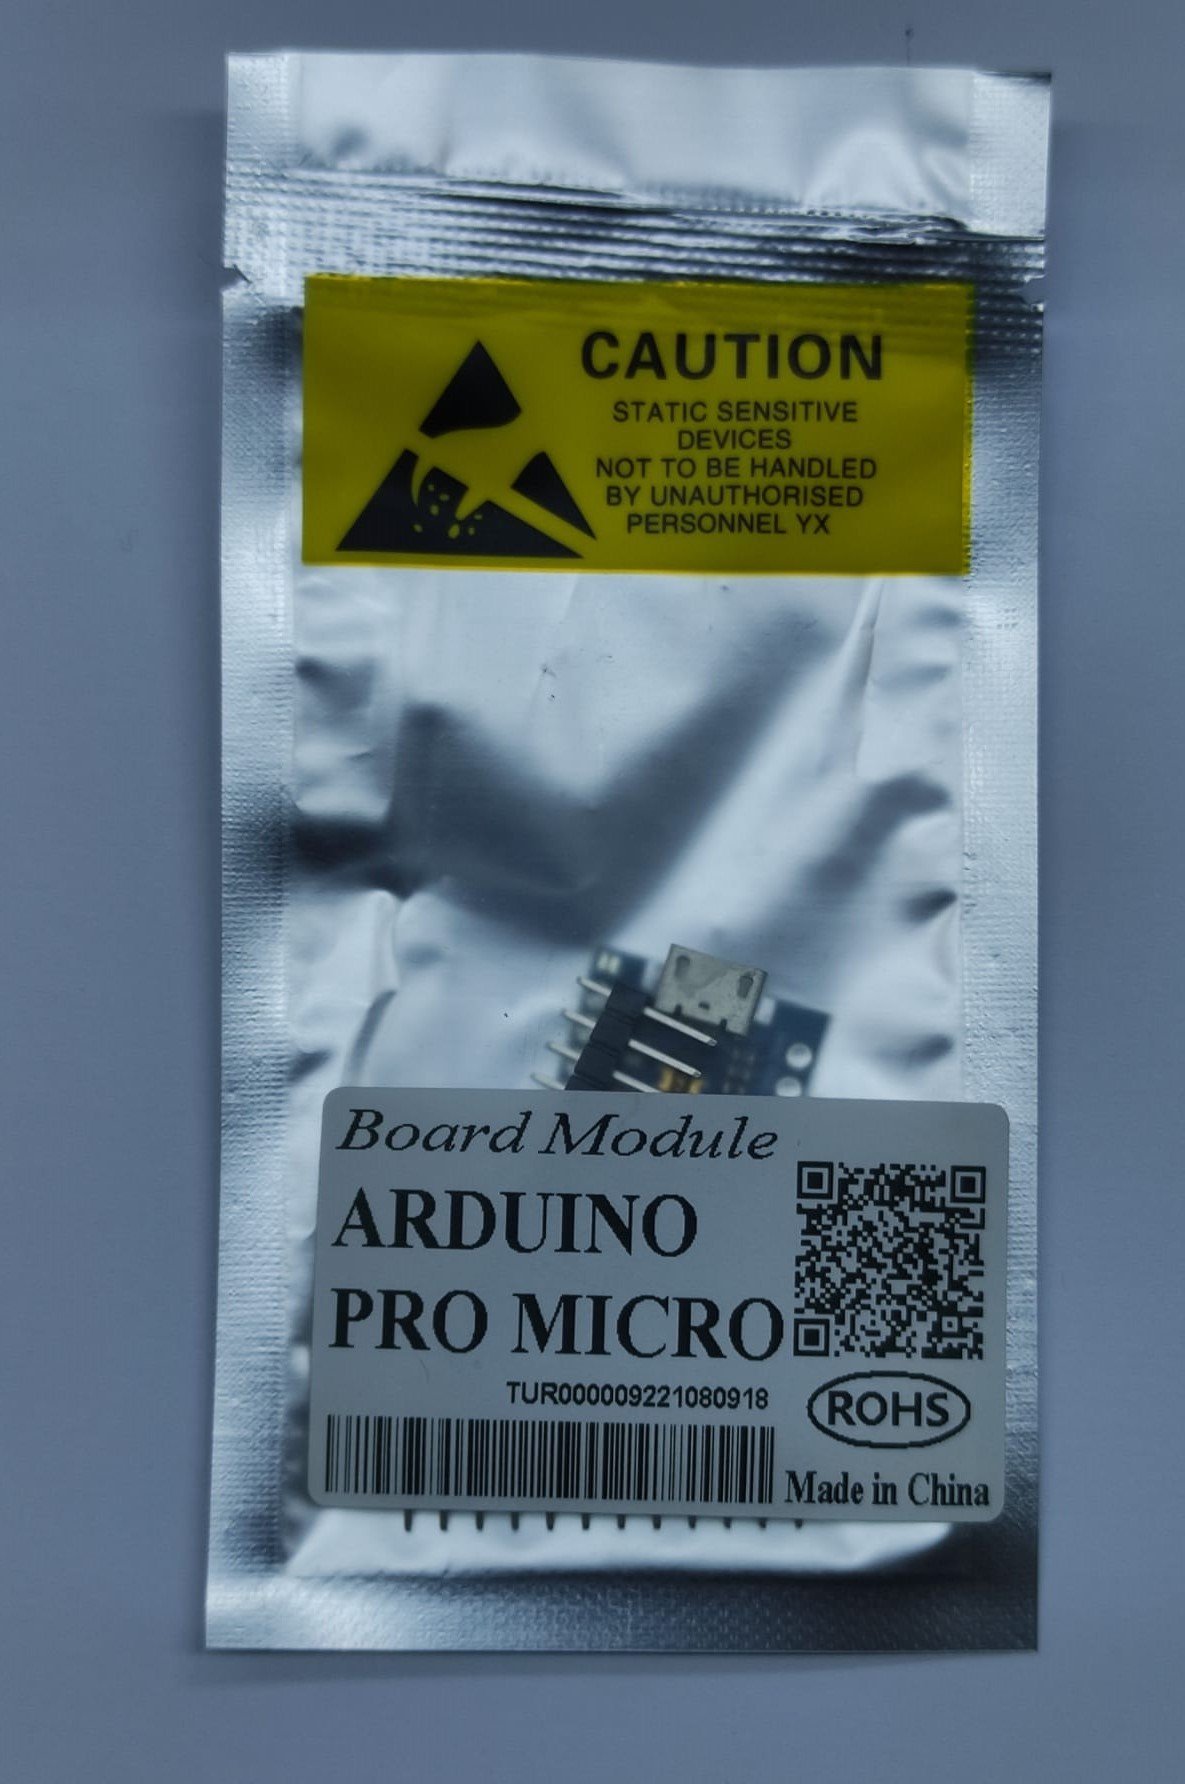 CAUTION
STATIC SENSITIVE
DEVICES
NOT TO BE HANDLED
BY UNAUTHORISED
PERSONNEL YX
Board Module
ARDUINO
PRO MICRO
TUR000009221080918
ROHS
Made in China